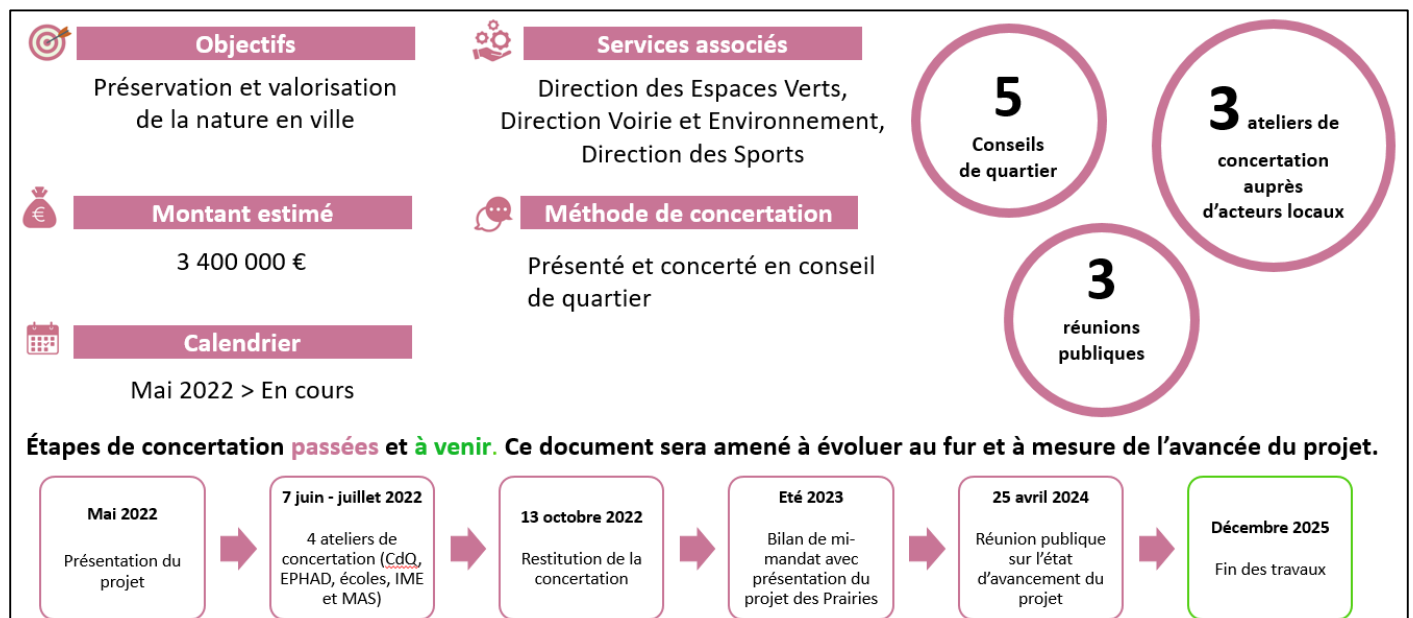 Objectifs
Préservation et valorisation
de la nature en ville
Services associés
Direction des Espaces Verts,
Direction Voirie et Environnement,
Direction des Sports
Montant estimé
3 400 000 €
Méthode de concertation
Présenté et concerté en conseil
de quartier
Calendrier
Mai 2022 > En cours
5
Conseils
de quartier
3 ateliers de
concertation
auprès
d’acteurs locaux
3
réunions
publiques
Étapes de concertation passées et à venir. Ce document sera amené à évoluer au fur et à mesure de l’avancée du projet.
Mai 2022
Présentation du
projet
7 juin - juillet 2022
4 ateliers de
concertation (CdQ,
EPHAD, écoles, IME
et MAS)
13 octobre 2022
Restitution de la
concertation
Eté 2023
Bilan de mi-
mandat avec
présentation du
projet des Prairies
25 avril 2024
Réunion publique
sur l’état
d’avancement du
projet
Décembre 2025
Fin des travaux